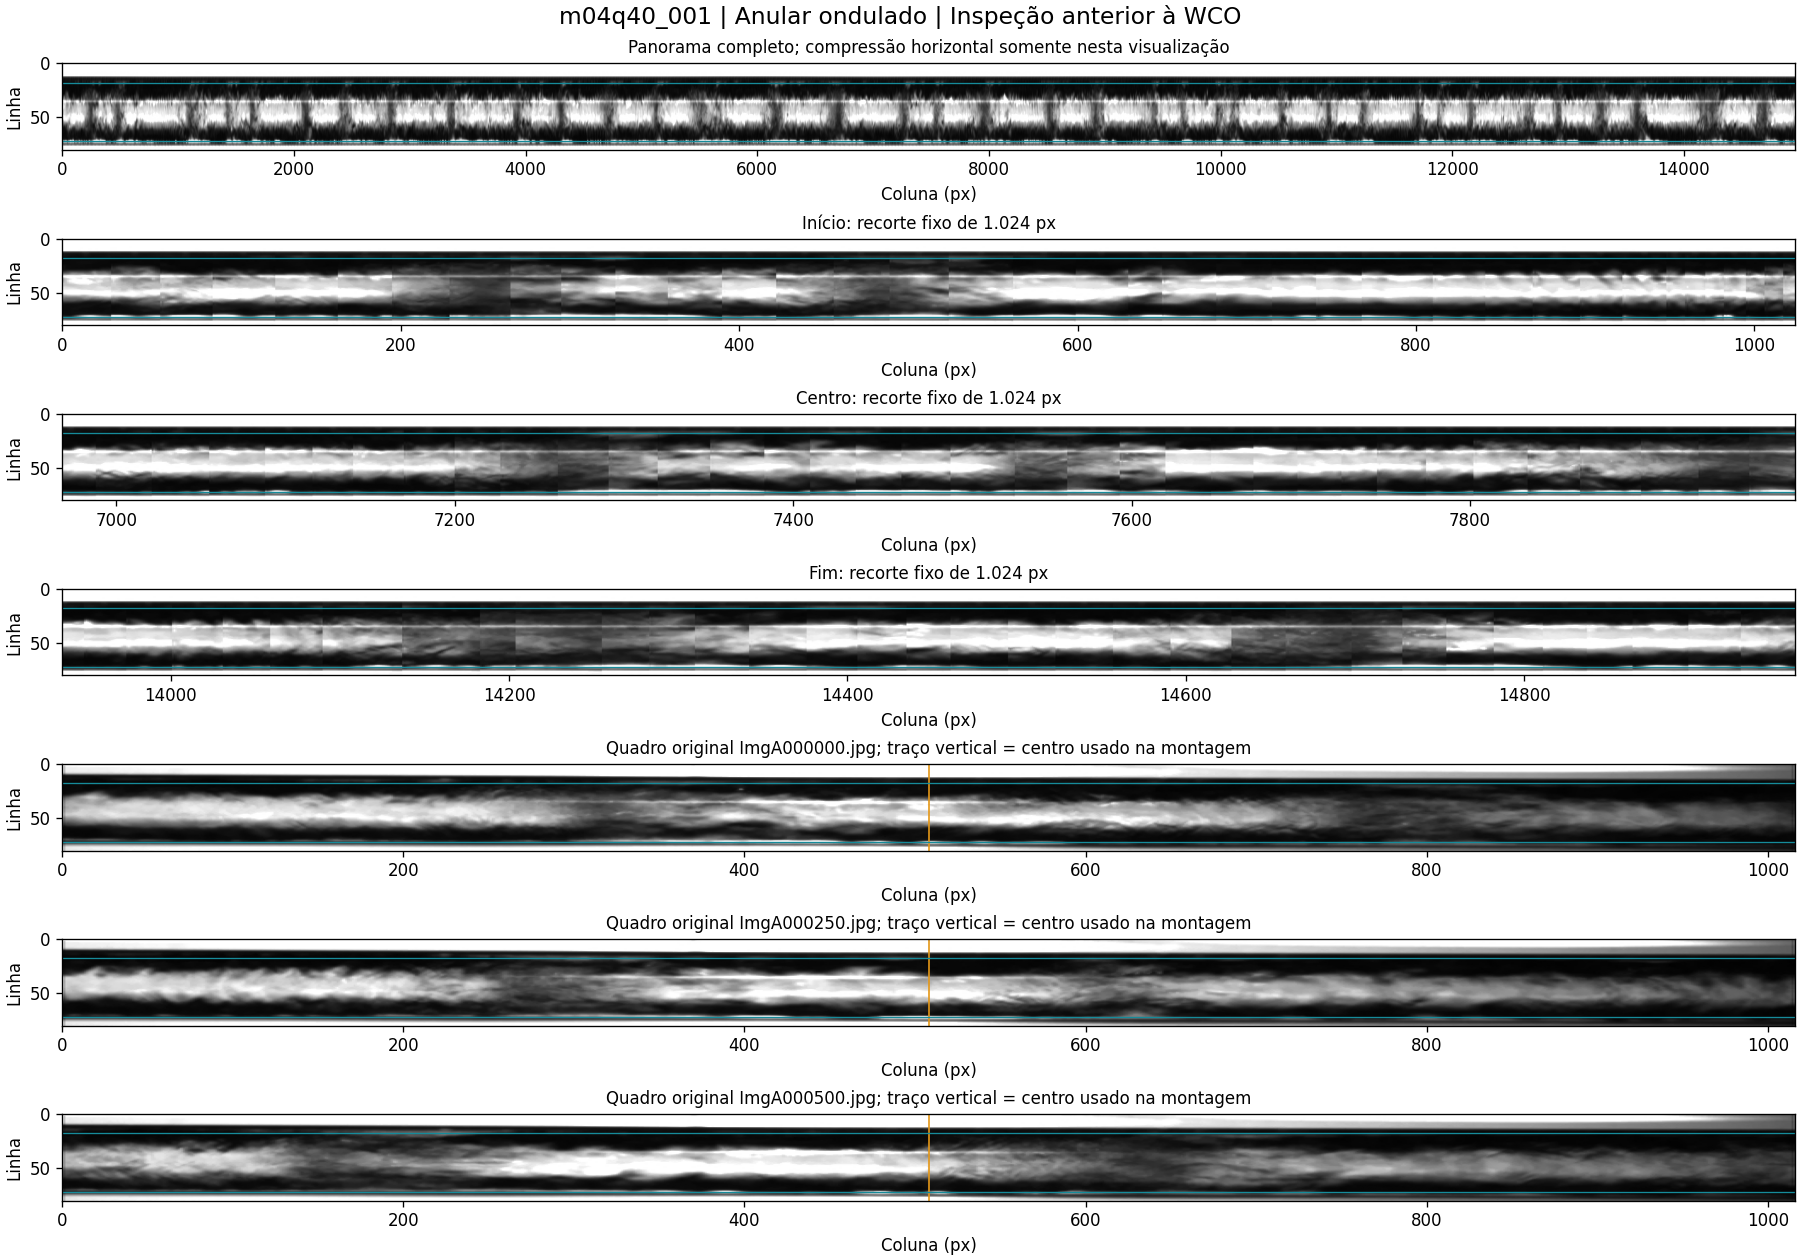 m04q40_001 | Anular ondulado | Inspeção anterior à WCO
Panorama completo; compressão horizontal somente nesta visualização
0
50
Linha
0 2000 4000 6000 8000 10000 12000 14000
Coluna (px)
Início: recorte fixo de 1.024 px
0
50
Linha
0 200 400 600 800 1000
Coluna (px)
Centro: recorte fixo de 1.024 px
0
50
Linha
7000 7200 7400 7600 7800
Coluna (px)
Fim: recorte fixo de 1.024 px
0
50
Linha
14000 14200 14400 14600 14800
Coluna (px)
Quadro original ImgA000000.jpg; traço vertical = centro usado na montagem
0
50
Linha
0 200 400 600 800 1000
Coluna (px)
Quadro original ImgA000250.jpg; traço vertical = centro usado na montagem
0
50
Linha
0 200 400 600 800 1000
Coluna (px)
Quadro original ImgA000500.jpg; traço vertical = centro usado na montagem
0
50
Linha
0 200 400 600 800 1000
Coluna (px)